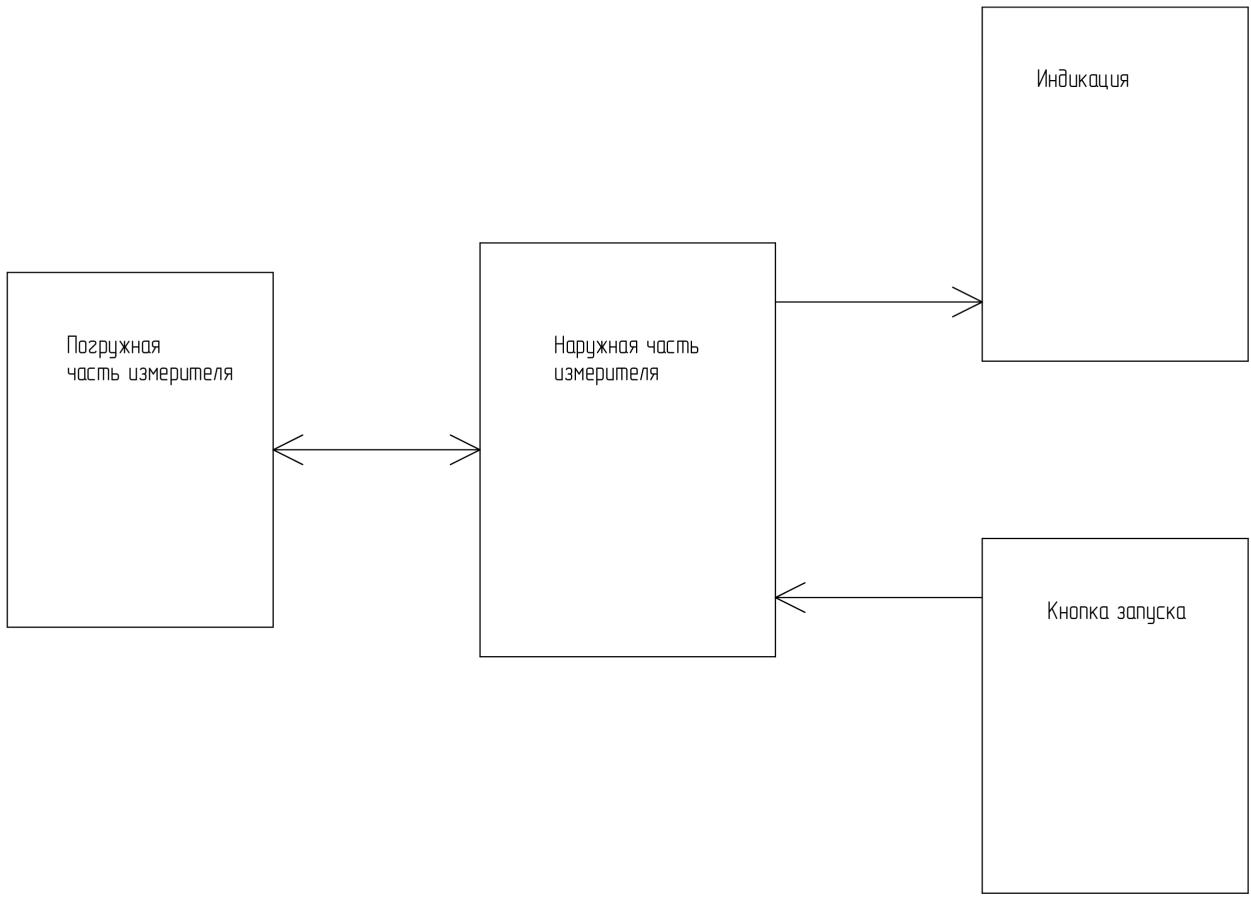 Индикация
Погружная
часть измерителя
Наружная часть
измерителя
Кнопка запуска